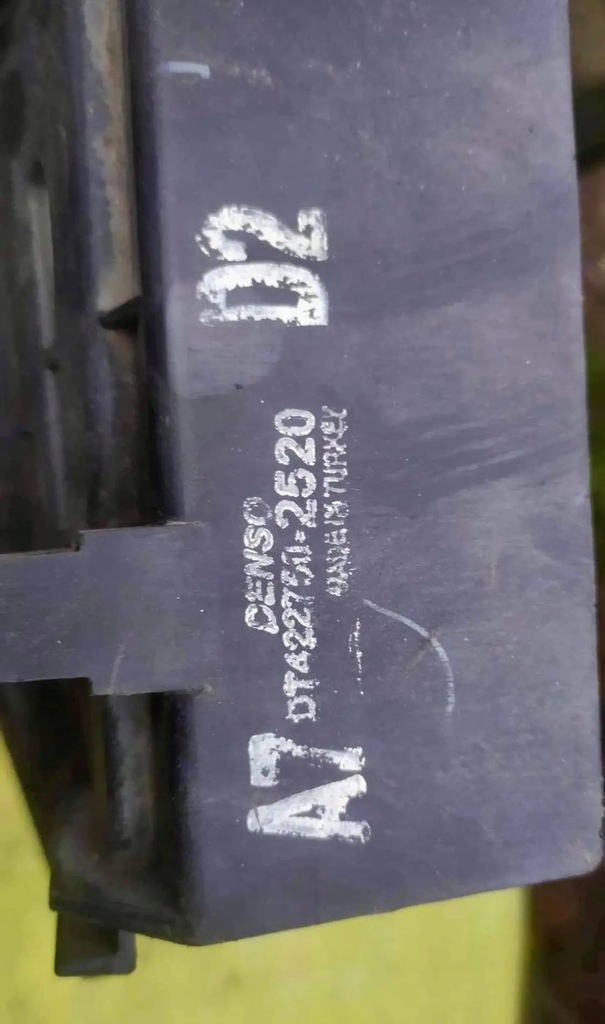 A7
D2
DENSO
DT422750-2520
MADE IN TURKEY